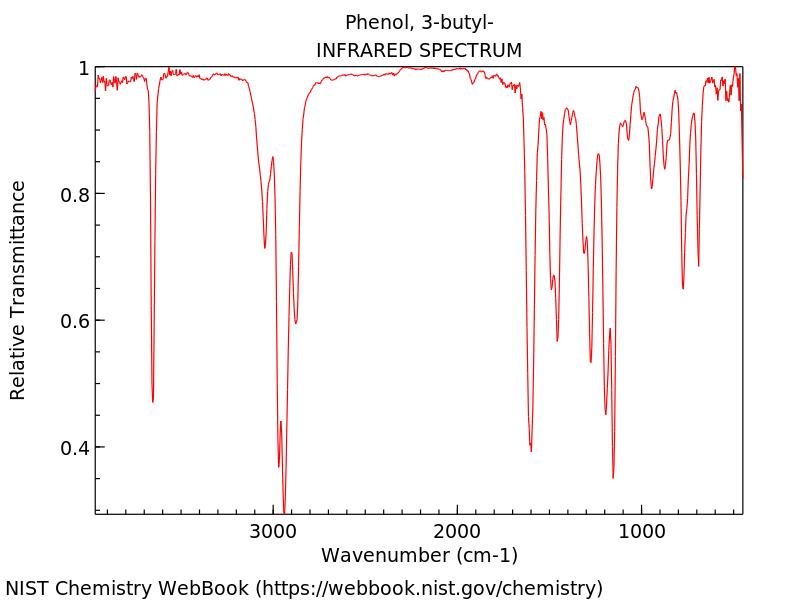 Phenol, 3-butyl-
INFRARED SPECTRUM
1
0.8
0.6
0.4
Relative Transmittance
3000 2000 1000
Wavenumber (cm-1)
NIST Chemistry WebBook (https://webbook.nist.gov/chemistry)